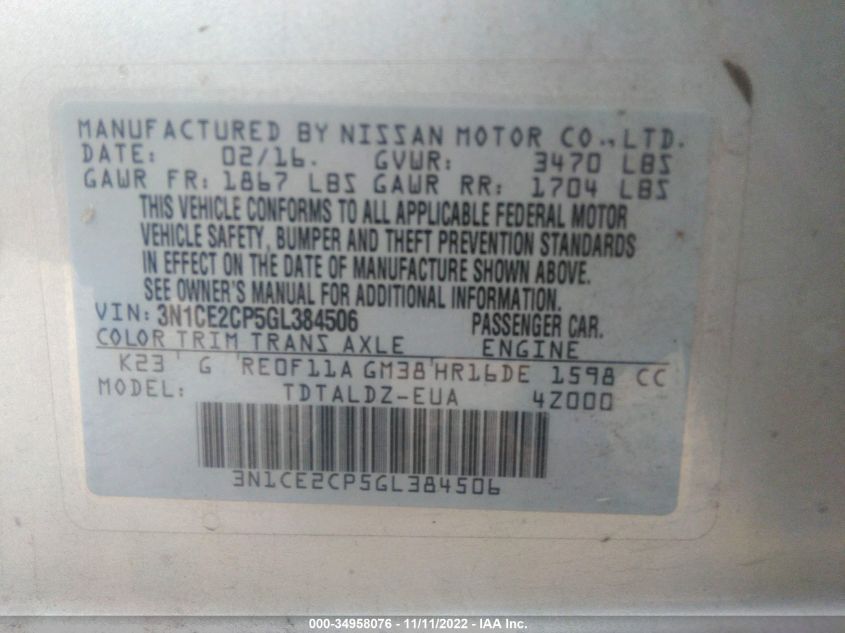 MANUFACTURED BY NISSAN MOTOR CO., LTD.
DATE: 02/16. GVWR: 3470 LBS
GAWR FR: 1867 LBS GAWR RR: 1704 LBS
THIS VEHICLE CONFORMS TO ALL APPLICABLE FEDERAL MOTOR
VEHICLE SAFETY, BUMPER AND THEFT PREVENTION STANDARDS
IN EFFECT ON THE DATE OF MANUFACTURE SHOWN ABOVE.
SEE OWNER'S MANUAL FOR ADDITIONAL INFORMATION.
VIN: 3N1CE2CP5GL384506 PASSENGER CAR.
COLOR TRIM TRANS AXLE ENGINE
K23 G RE0F11A GM38 HR16DE 1598 CC
MODEL: TDTALDZ-EUA 4Z000
3N1CE2CP5GL384506
000-34958076 - 11/11/2022 - IAA Inc.